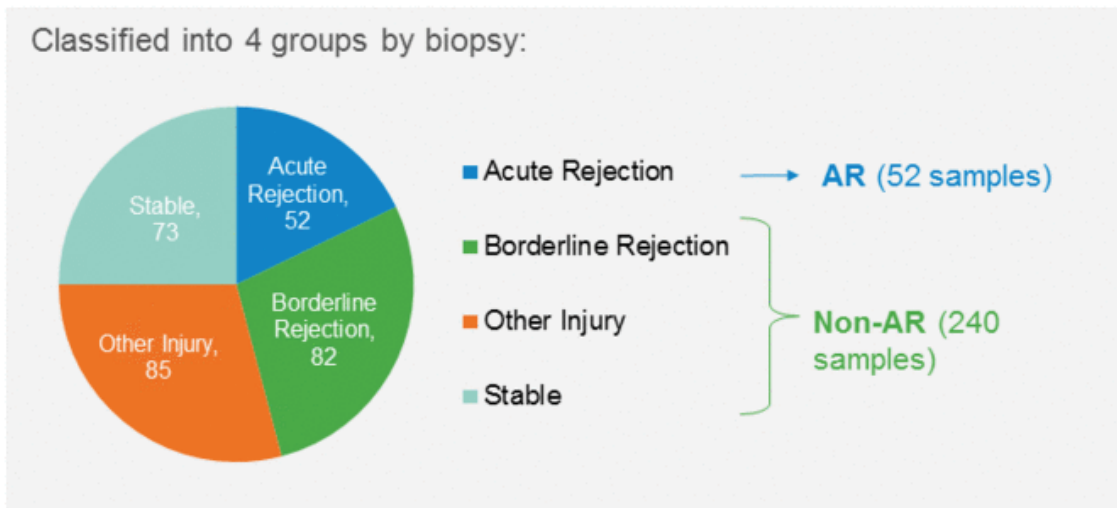 Classified into 4 groups by biopsy:
Acute
Rejection,
52
Stable,
73
Borderline
Rejection,
82
Other Injury,
85
Acute Rejection
Borderline Rejection
Other Injury
Stable
AR (52 samples)
Non-AR (240
samples)